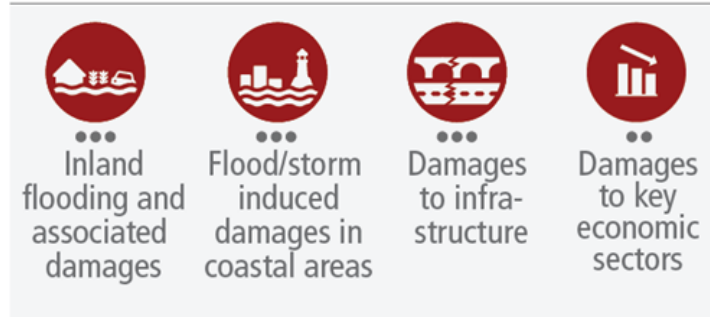 Inland
flooding and
associated
damages
Flood/storm
induced
damages in
coastal areas
Damages
to infra-
structure
Damages
to key
economic
sectors